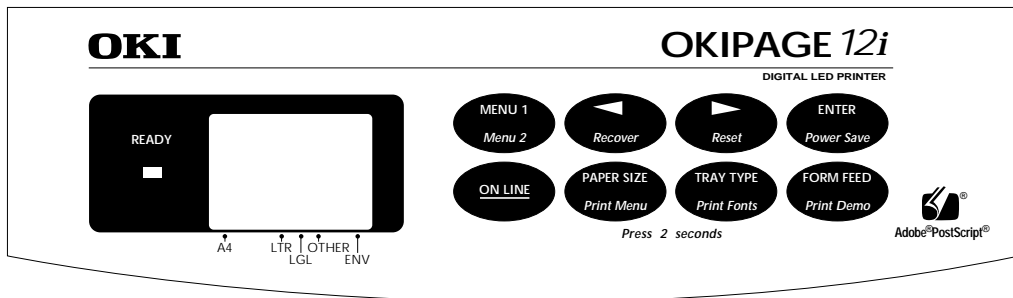 OKI
OKIPAGE 12i
DIGITAL LED PRINTER
READY
A4
LTR
LGL
OTHER
ENV
MENU 1
Menu 2
Recover
Reset
ENTER
Power Save
ON LINE
PAPER SIZE
Print Menu
TRAY TYPE
Print Fonts
FORM FEED
Print Demo
Press 2 seconds
®
Adobe®PostScript®